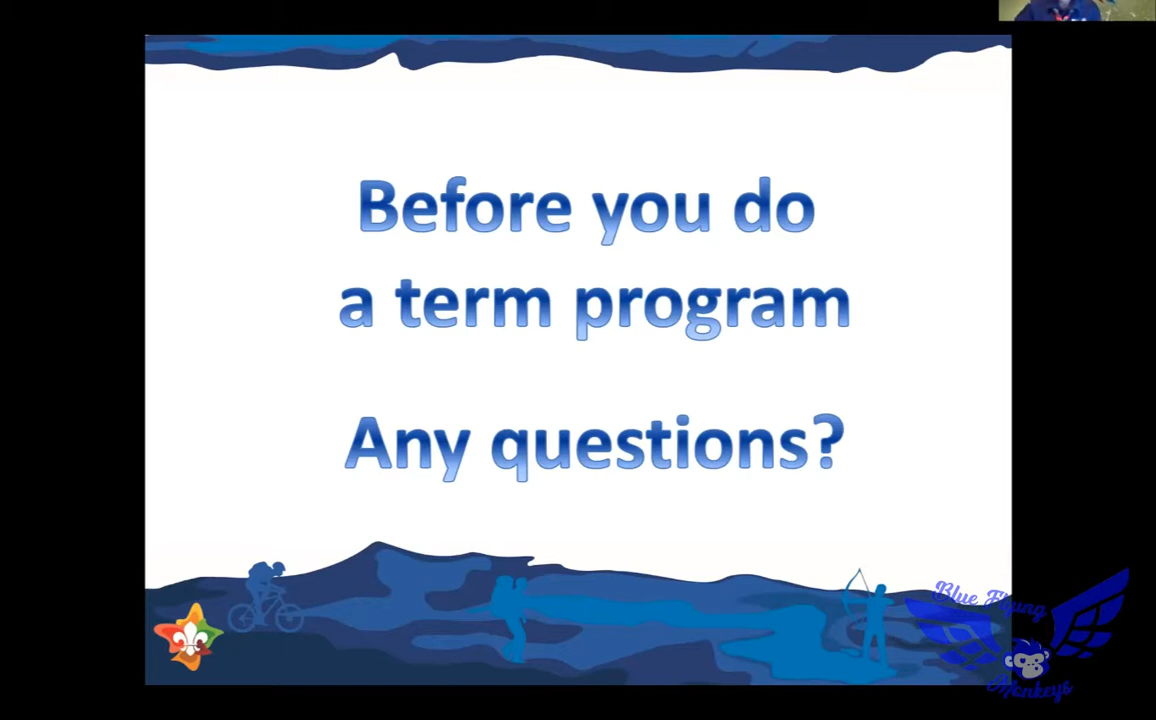 Before you do
a term program
Any questions?
Blue Flying
Monkeys